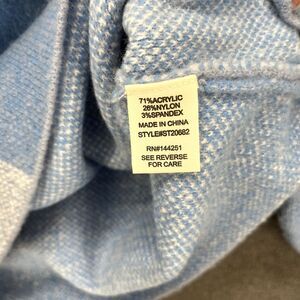 71%ACRYLIC
26%NYLON
3%SPANDEX
MADE IN CHINA
STYLE#ST20682
RN#144251
SEE REVERSE
FOR CARE